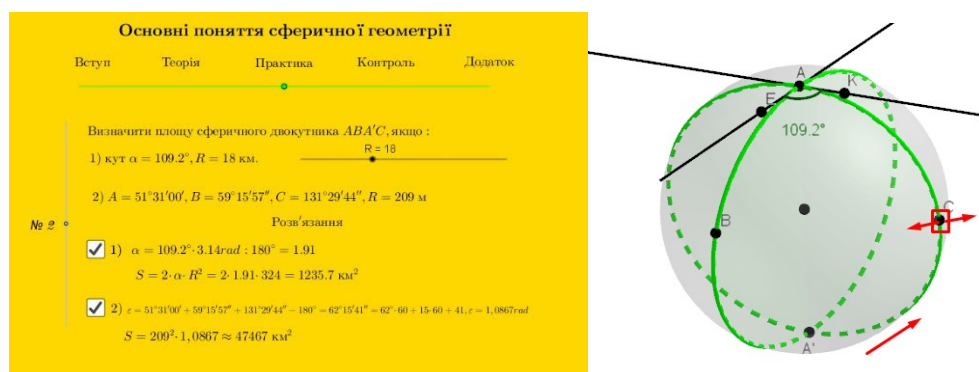 Основні поняття сферичної геометрії
Вступ Теорія Практика Контроль Додаток
Визначити площу сферичного двокутника ABA′C, якщо :
1) кут α = 109.2°, R = 18 км.
R = 18
2) A = 51°31′00′, B = 59°15′57″, C = 131°29′44″, R = 209 м
№ 2
Розв′язання
1) α = 109.2°· 3.14rad : 180° = 1.91
S = 2· α· R² = 2· 1.91· 324 = 1235.7 км²
2) ε = 51°31′00′ + 59°15′57″ + 131°29′44″ − 180° = 62°15′41″ = 62°·60 + 15·60 + 41, ε = 1,0867rad
S = 209²· 1,0867 ≈ 47467 км²
A
K
E
109.2°
C
B
A'